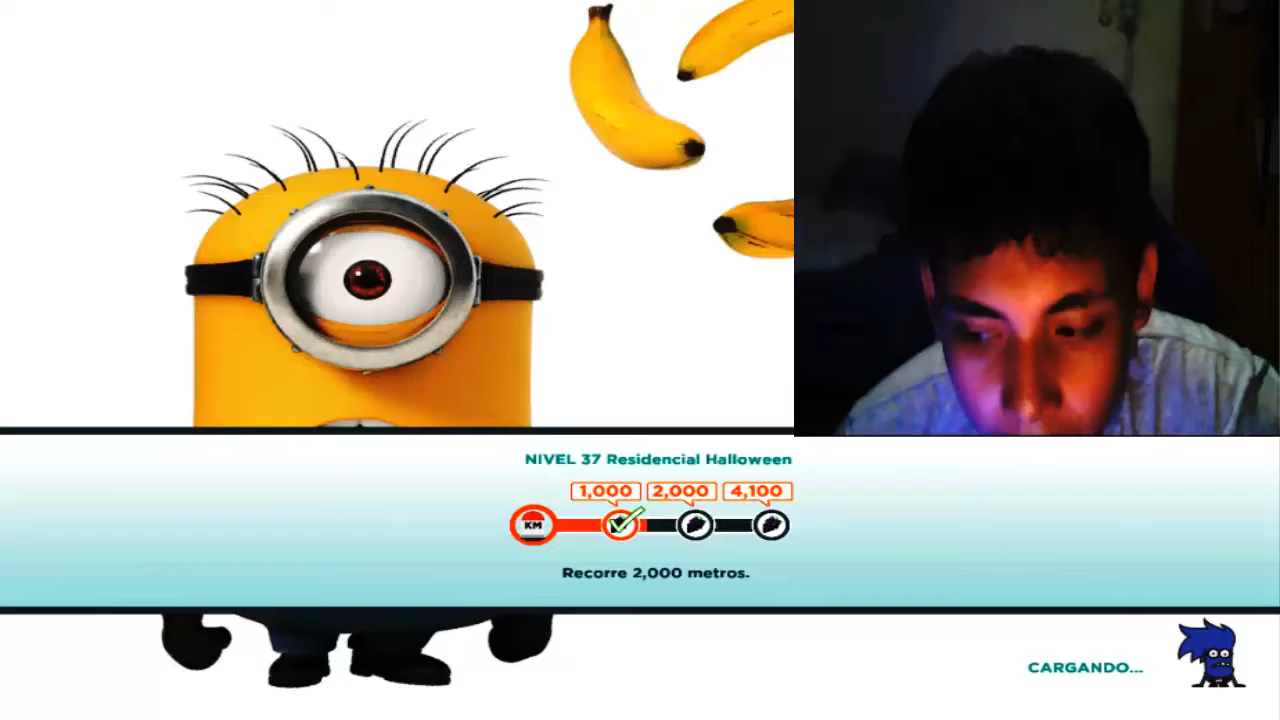 NIVEL 37 Residencial Halloween
1,000 2,000 4,100
KM
Recorre 2,000 metros.
CARGANDO...